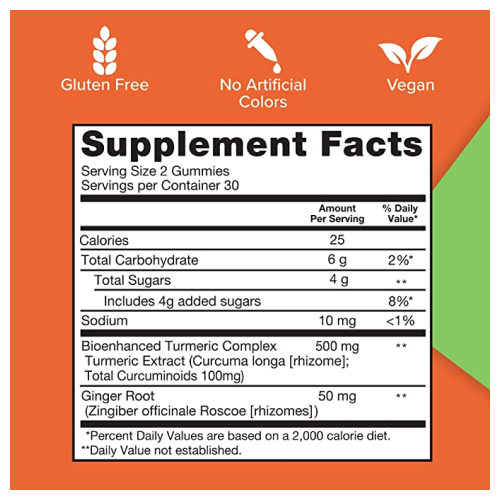 Gluten Free
No Artificial
Colors
Vegan
Supplement Facts
Serving Size 2 Gummies
Servings per Container 30
Amount Per Serving % Daily Value*
Calories 25
Total Carbohydrate 6 g 2%*
Total Sugars 4 g **
Includes 4g added sugars 8%*
Sodium 10 mg <1%
Bioenhanced Turmeric Complex 500 mg **
Turmeric Extract (Curcuma longa [rhizome];
Total Curcuminoids 100mg)
Ginger Root 50 mg **
(Zingiber officinale Roscoe [rhizomes])
*Percent Daily Values are based on a 2,000 calorie diet.
**Daily Value not established.